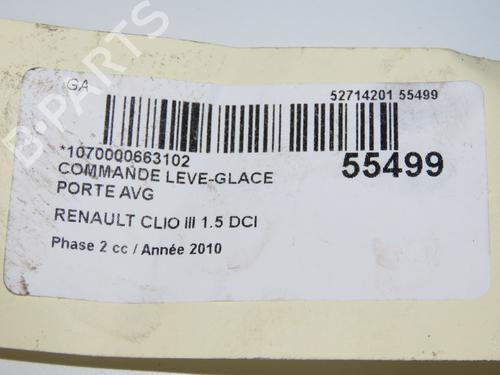 B-PARTS
GA
52714201 55499
*1070000663102
55499
COMMANDE LEVE-GLACE
PORTE AVG
RENAULT CLIO III 1.5 DCI
Phase 2 cc / Année 2010